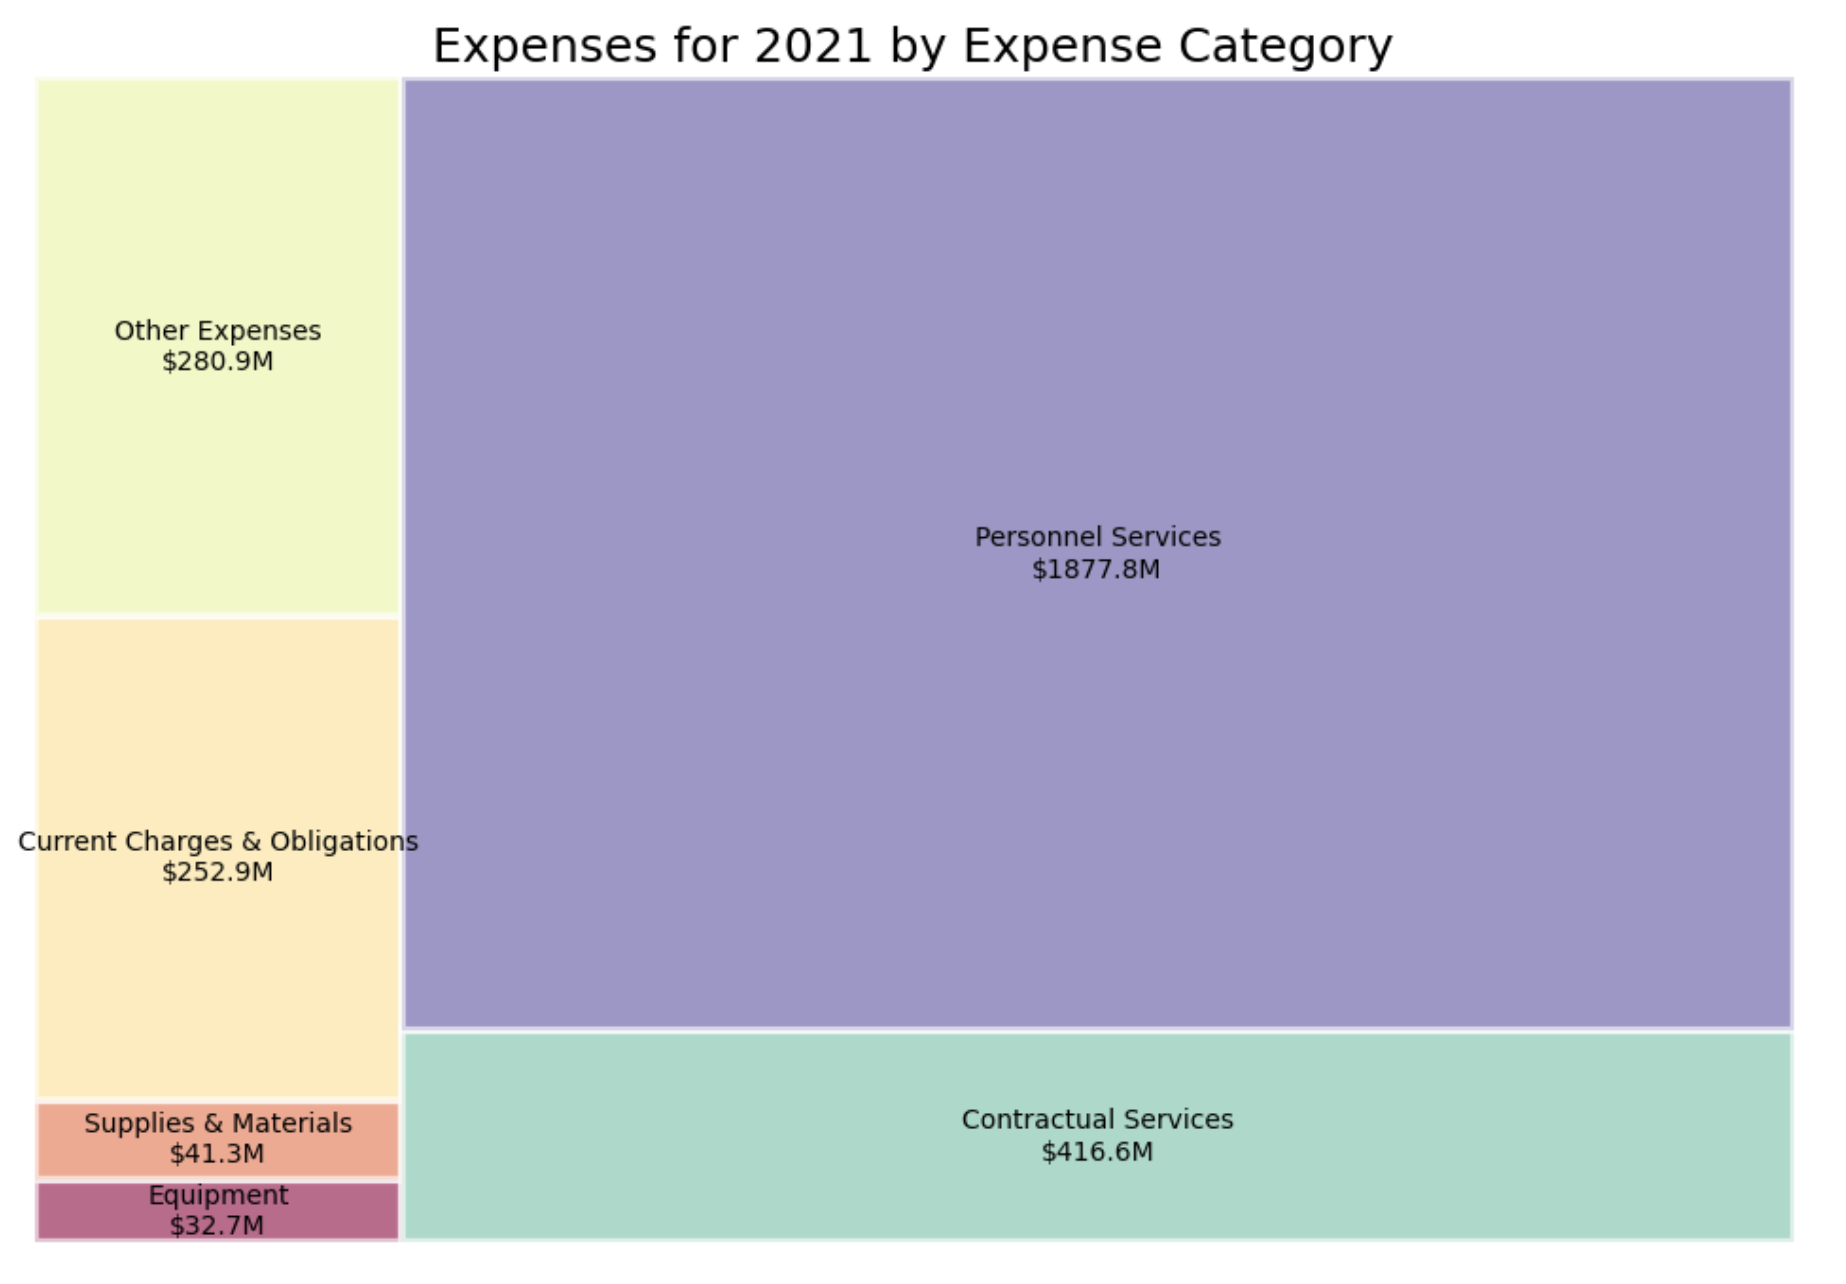 Expenses for 2021 by Expense Category
Other Expenses
$280.9M
Current Charges & Obligations
$252.9M
Supplies & Materials
$41.3M
Equipment
$32.7M
Personnel Services
$1877.8M
Contractual Services
$416.6M